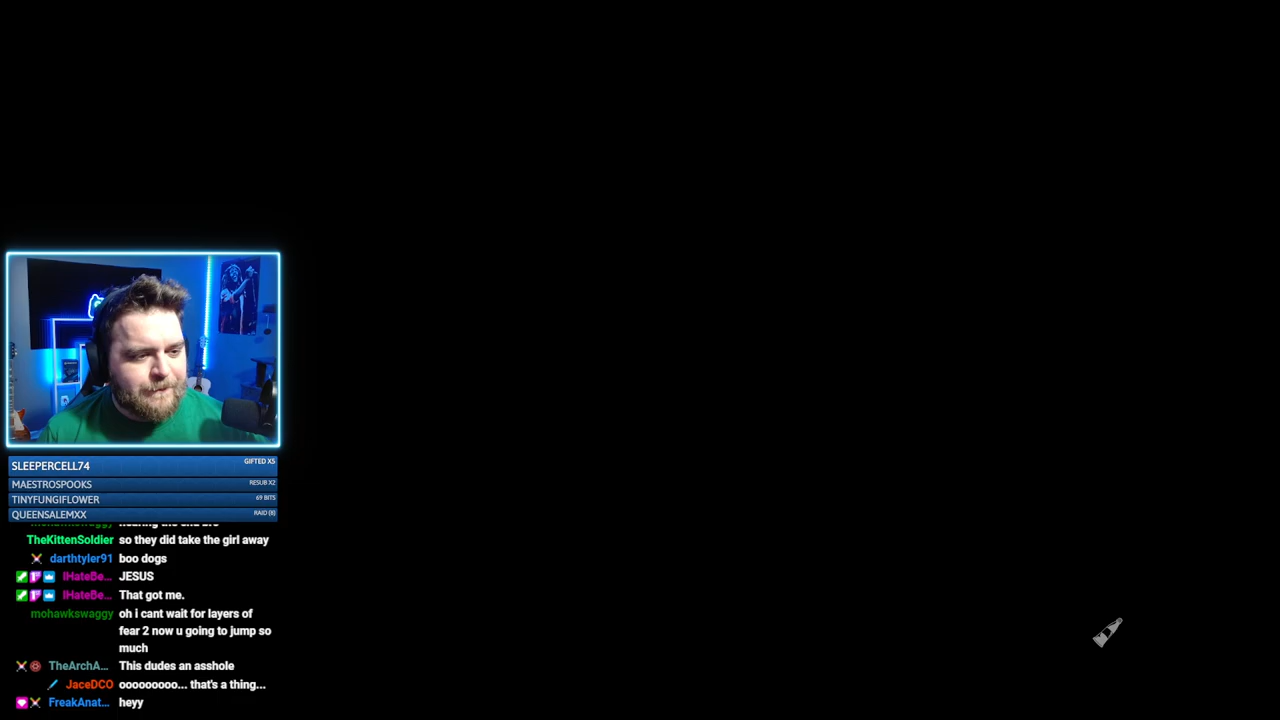 SLEEPERCELL74 GIFTED X5
MAESTROSPOOKS RESUB X2
TINYFUNGIFLOWER 69 BITS
QUEENSALEMXX RAID (8)
TheKittenSoldier so they did take the girl away
darthtyler91 boo dogs
IHateBe... JESUS
IHateBe... That got me.
mohawkswaggy oh i cant wait for layers of
fear 2 now u going to jump so
much
TheArchA... This dudes an asshole
JaceDCO ooooooooo... that's a thing...
FreakAnat... heyy